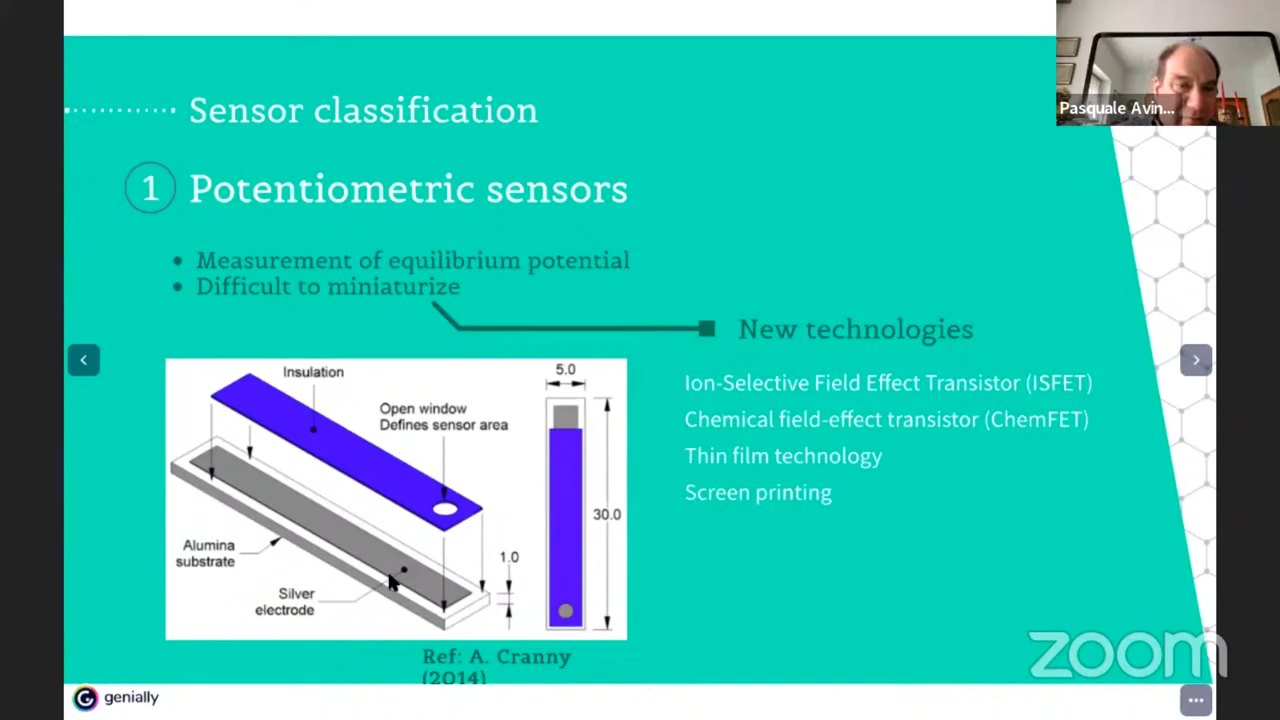 Pasquale Avin...
Sensor classification
1 Potentiometric sensors
• Measurement of equilibrium potential
• Difficult to miniaturize
New technologies
Ion-Selective Field Effect Transistor (ISFET)
Chemical field-effect transistor (ChemFET)
Thin film technology
Screen printing
Insulation
Open window
Defines sensor area
Alumina
substrate
Silver
electrode
1.0
5.0
30.0
Ref: A. Cranny
(2014)
zoom
genially